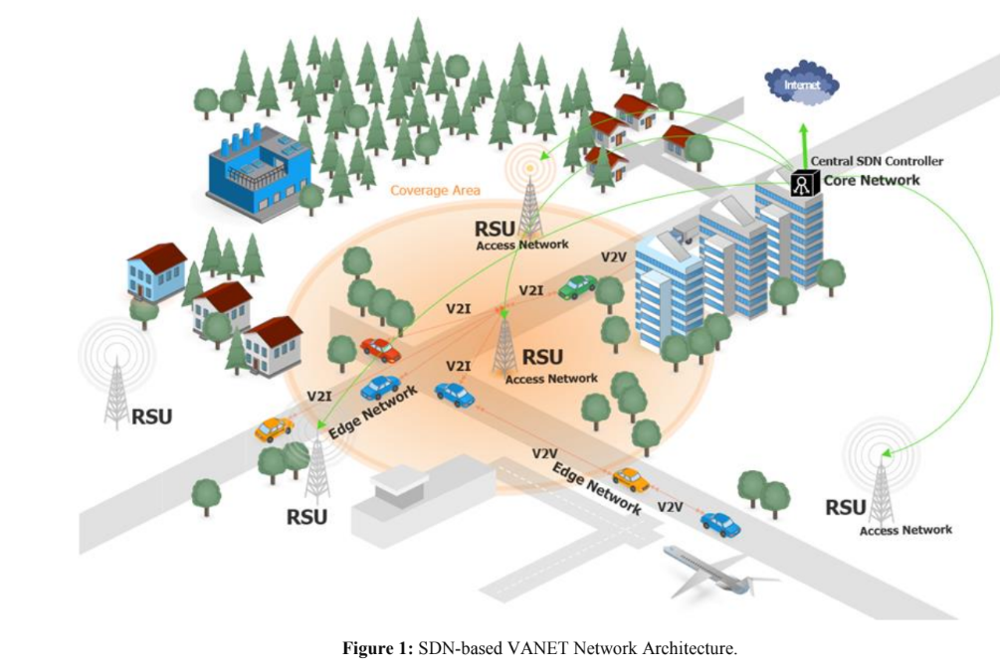 Internet
Central SDN Controller
Core Network
Coverage Area
RSU
Access Network
V2V
V2I
V2I
RSU
Access Network
V2I
V2I
Edge Network
RSU
V2V
Edge Network
V2V
RSU
RSU
Access Network
Figure 1: SDN-based VANET Network Architecture.